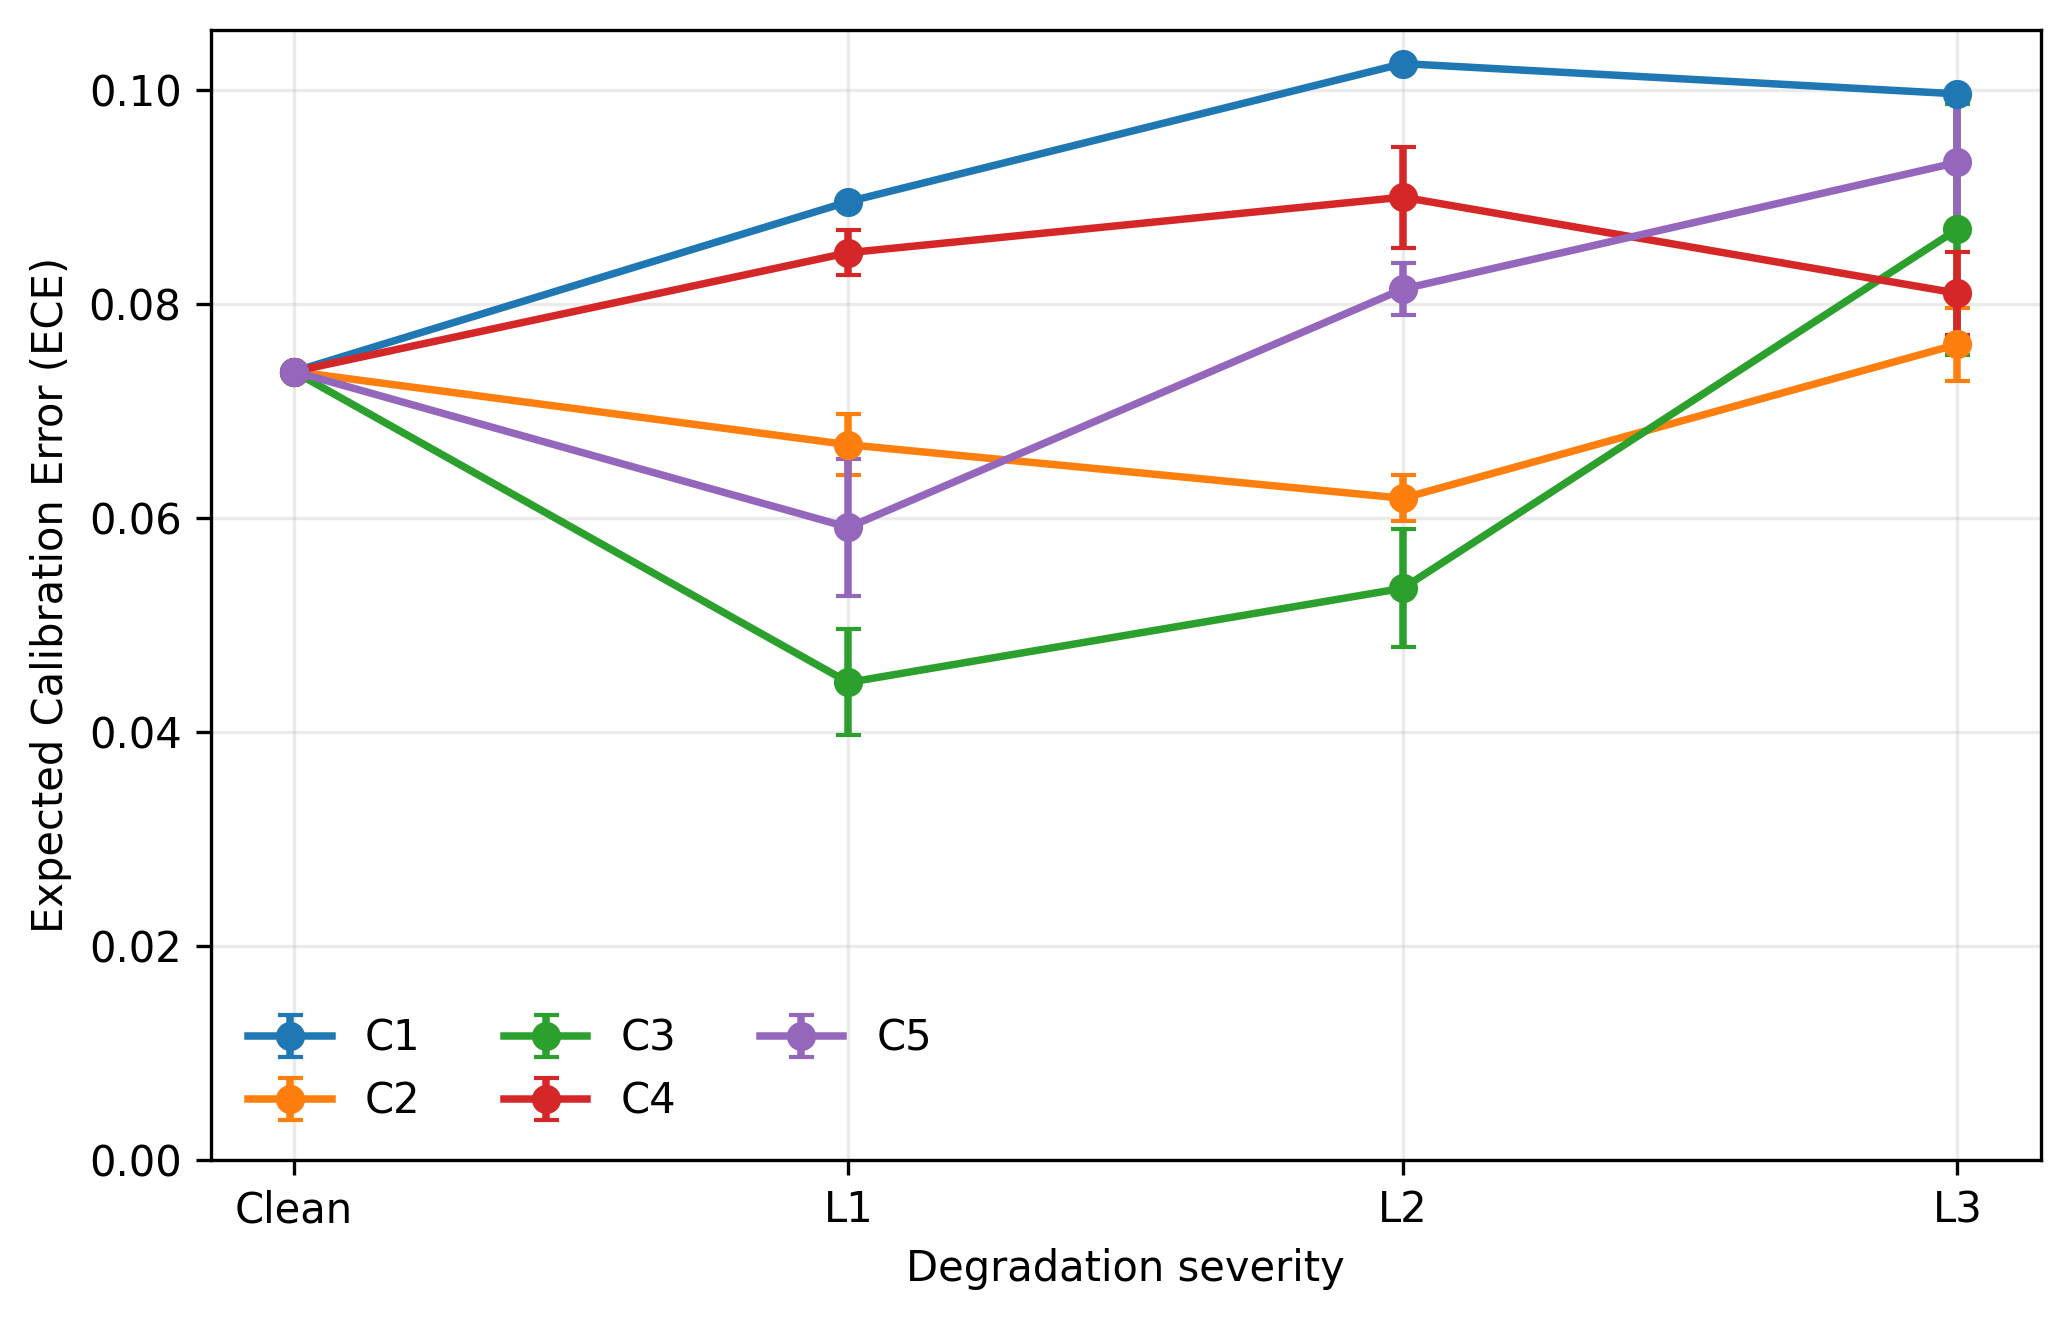 Expected Calibration Error (ECE)
0.10
0.08
0.06
0.04
0.02
0.00
C1
C3
C5
C2
C4
Clean
L1
L2
L3
Degradation severity